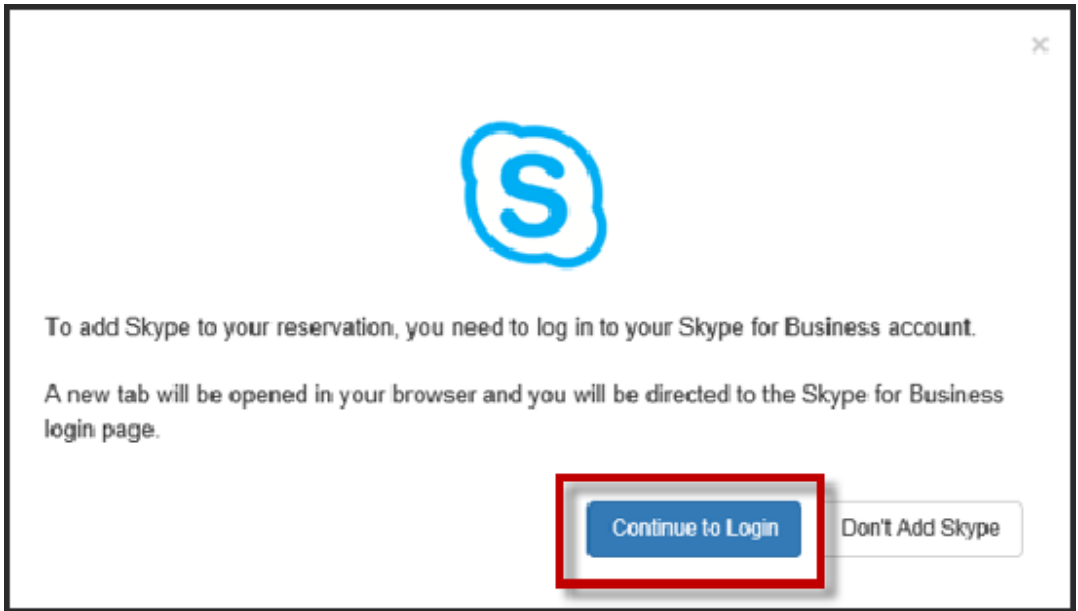 ×
S
To add Skype to your reservation, you need to log in to your Skype for Business account.
A new tab will be opened in your browser and you will be directed to the Skype for Business
login page.
Continue to Login Don't Add Skype